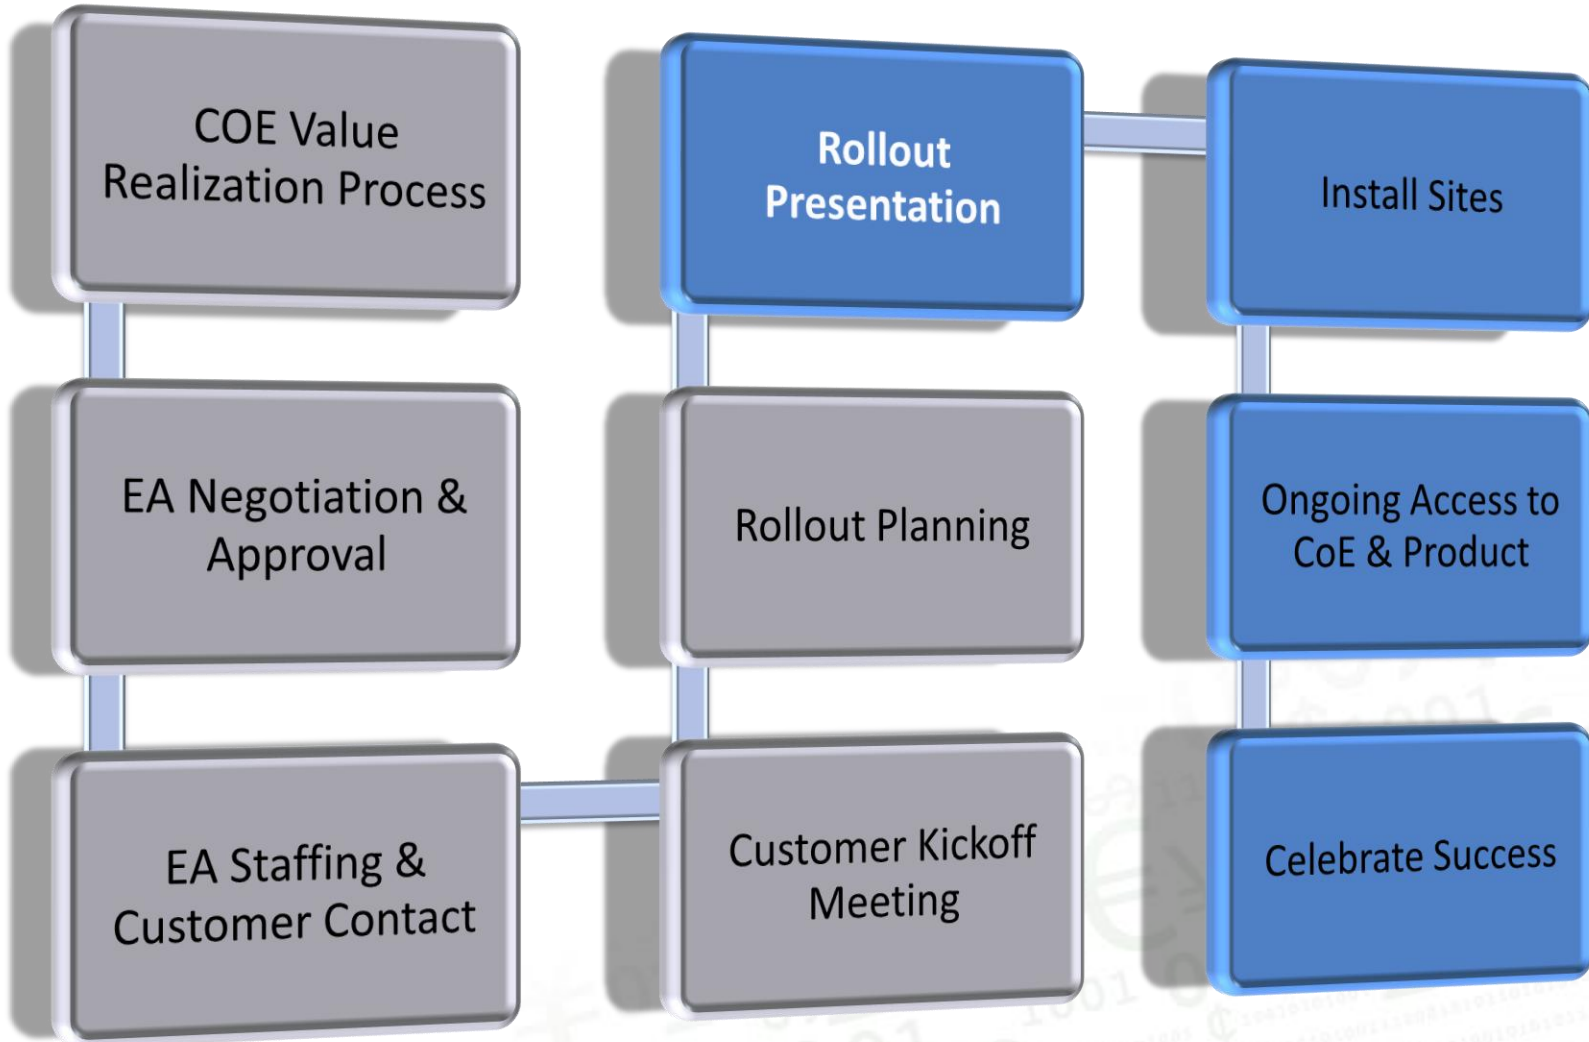 COE Value
Realization Process
EA Negotiation &
Approval
EA Staffing &
Customer Contact
Customer Kickoff
Meeting
Rollout Planning
Rollout
Presentation
Install Sites
Ongoing Access to
CoE & Product
Celebrate Success